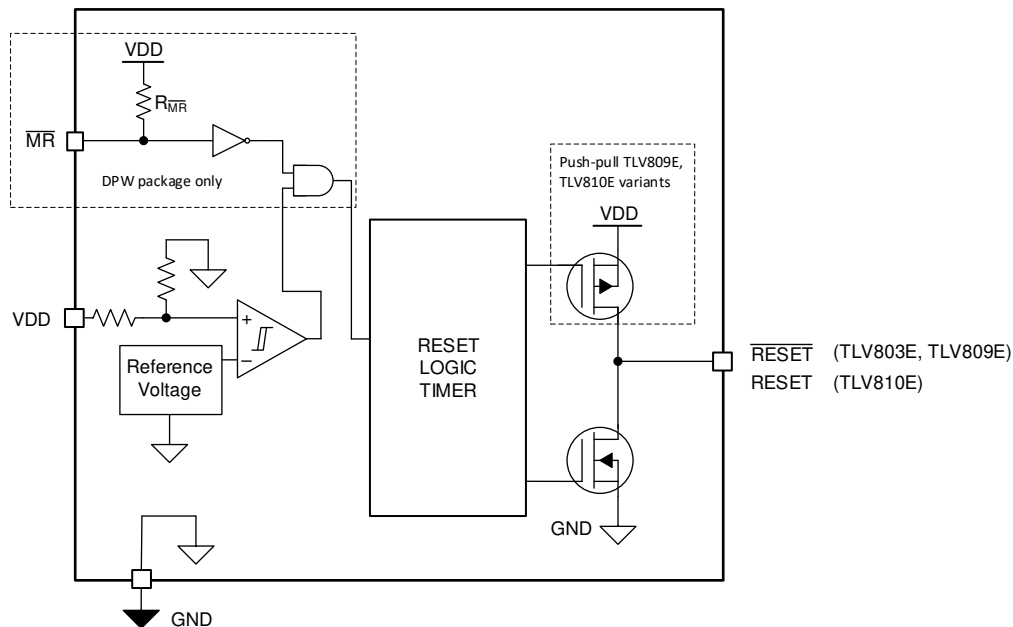 VDD
RMR
MR
DPW package only
Push-pull TLV809E,
TLV810E variants
VDD
VDD
+
−
Reference
Voltage
RESET
LOGIC
TIMER
RESET (TLV803E, TLV809E)
RESET (TLV810E)
GND
GND